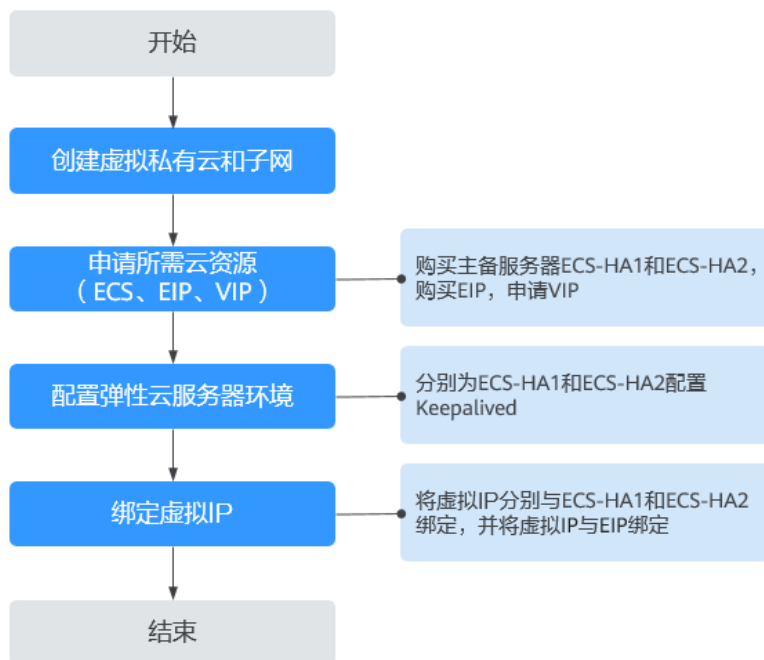 开始
创建虚拟私有云和子网
申请所需云资源
（ECS、EIP、VIP）
购买主备服务器ECS-HA1和ECS-HA2，
购买EIP，申请VIP
配置弹性云服务器环境
分别为ECS-HA1和ECS-HA2配置
Keepalived
绑定虚拟IP
将虚拟IP分别与ECS-HA1和ECS-HA2
绑定，并将虚拟IP与EIP绑定
结束